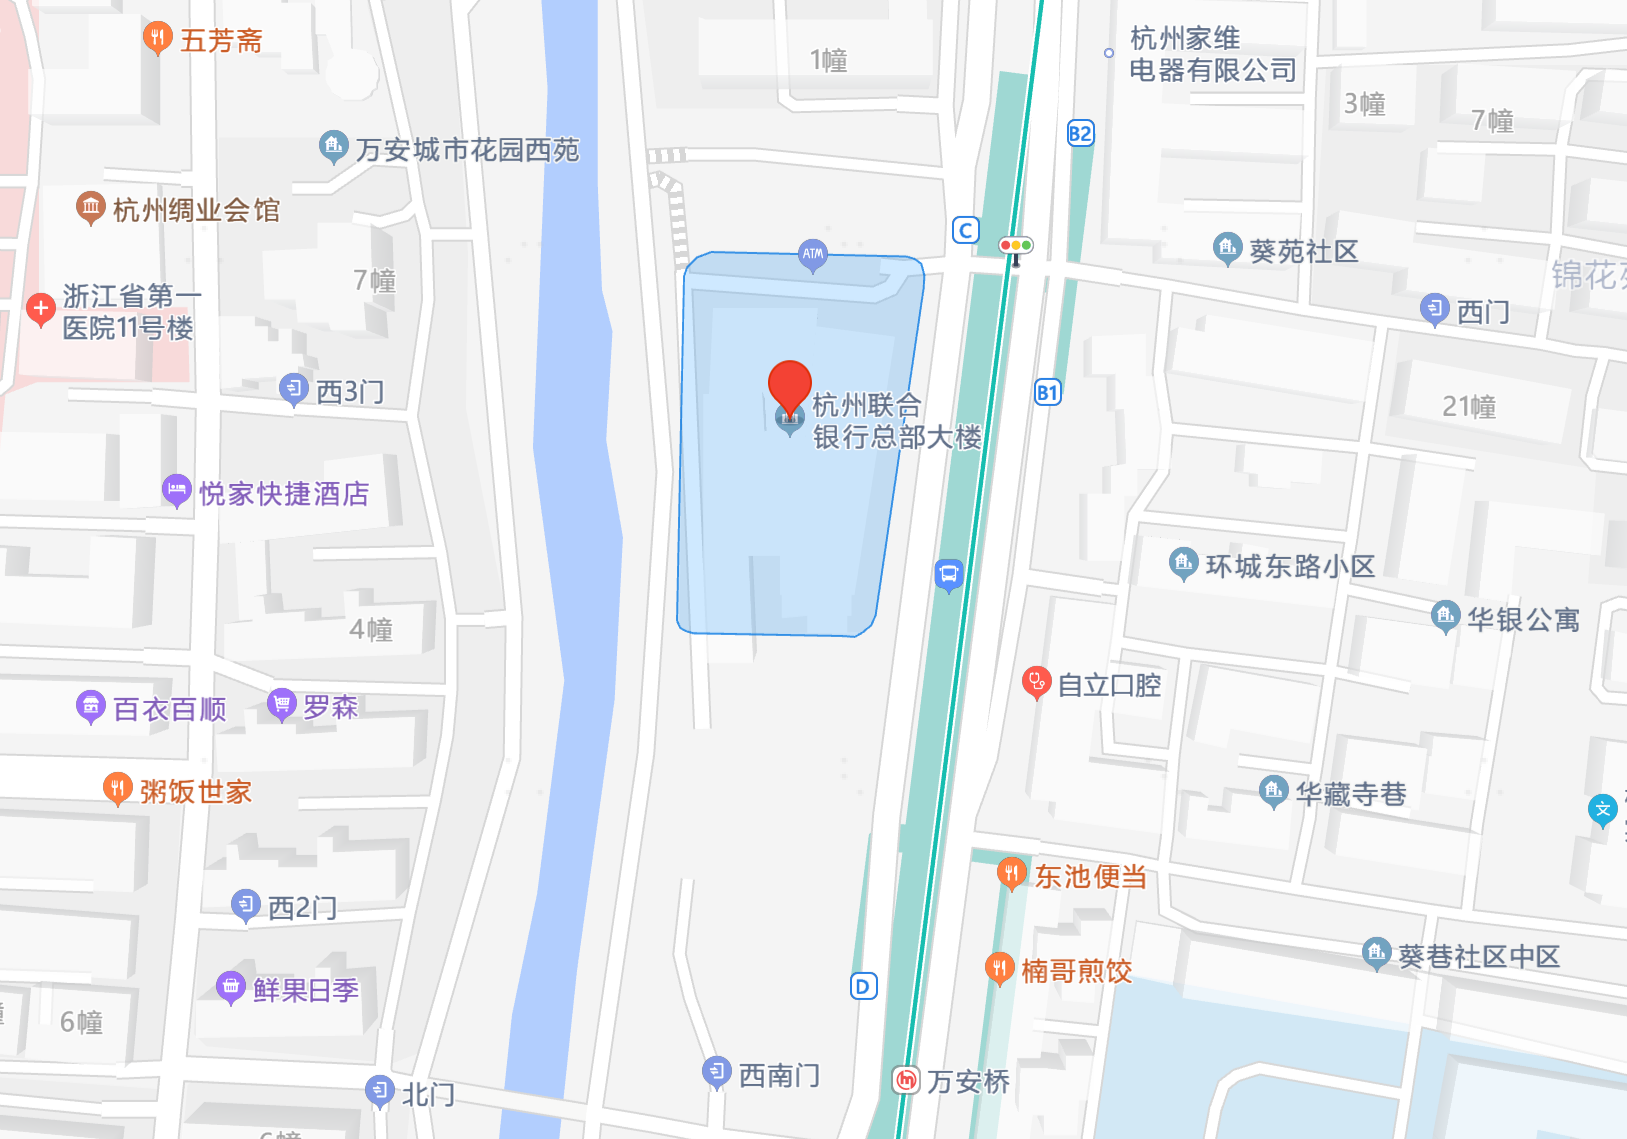 五芳斋
1幢
杭州家维
电器有限公司
3幢
7幢
B2
万安城市花园西苑
杭州绸业会馆
C
葵苑社区
ATM
锦花
7幢
浙江省第一
医院11号楼
西门
西3门
B1
杭州联合
银行总部大楼
21幢
悦家快捷酒店
环城东路小区
华银公寓
4幢
自立口腔
百衣百顺
罗森
粥饭世家
华藏寺巷
文
东池便当
西2门
葵巷社区中区
楠哥煎饺
鲜果日季
D
6幢
西南门
万安桥
北门
6幢